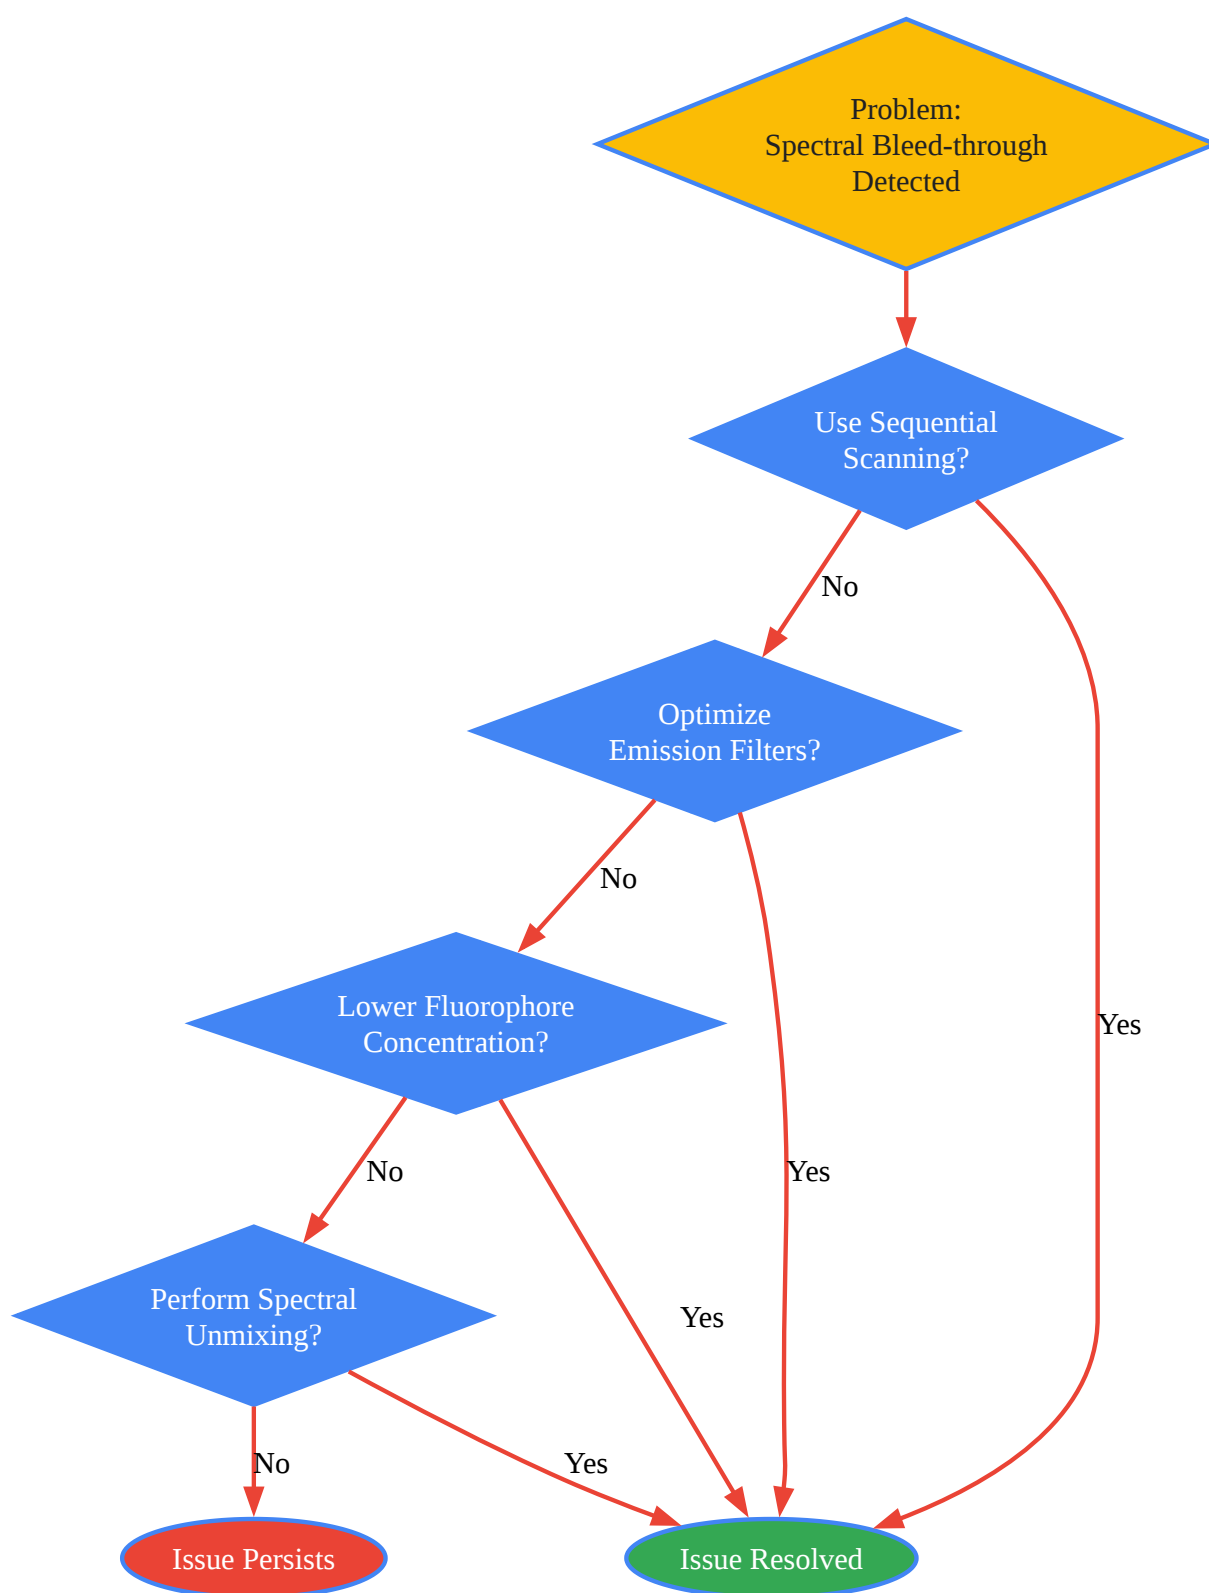 Problem:
Spectral Bleed-through
Detected
Use Sequential
Scanning?
No
Optimize
Emission Filters?
No
Lower Fluorophore
Concentration?
Yes
No
Yes
Perform Spectral
Unmixing?
Yes
No
Yes
Issue Persists
Issue Resolved